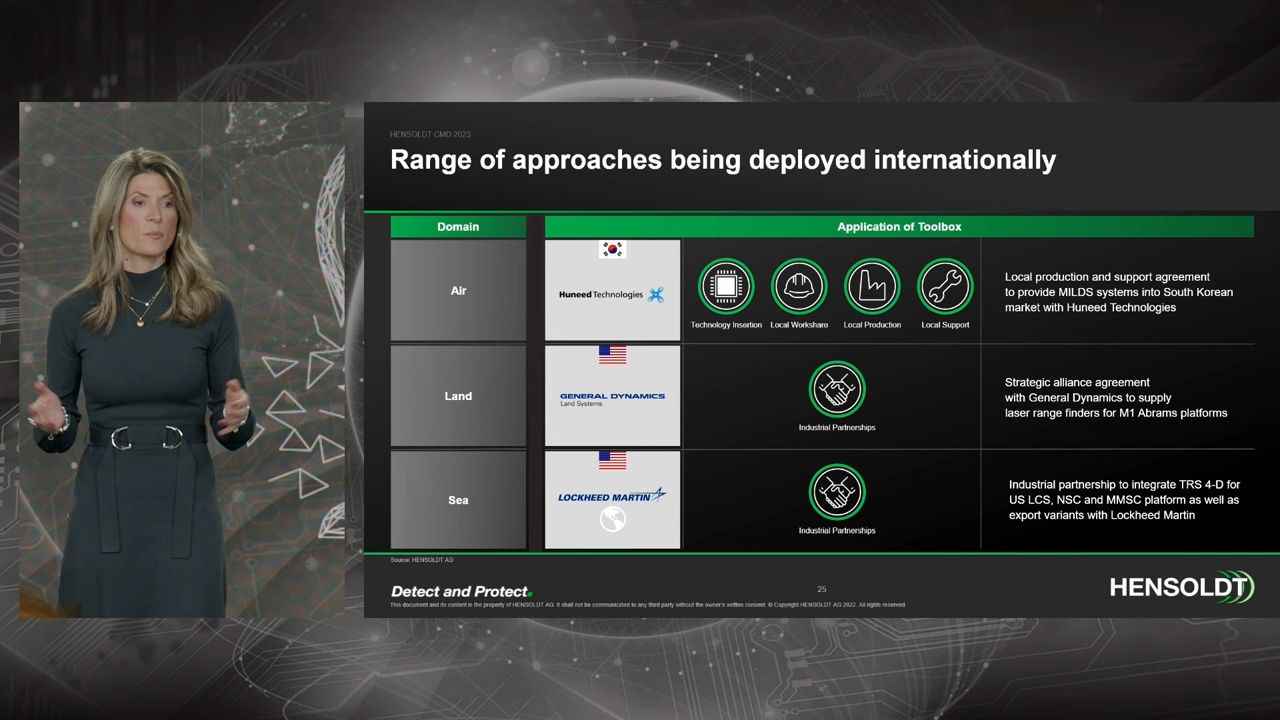 HENSOLDT CMD 2023
Range of approaches being deployed internationally
Domain
Application of Toolbox
Air
Huneed Technologies
Technology Insertion
Local Workshare
Local Production
Local Support
Local production and support agreement
to provide MILDS systems into South Korean
market with Huneed Technologies
Land
GENERAL DYNAMICS
Land Systems
Industrial Partnerships
Strategic alliance agreement
with General Dynamics to supply
laser range finders for M1 Abrams platforms
Sea
LOCKHEED MARTIN
Industrial Partnerships
Industrial partnership to integrate TRS 4-D for
US LCS, NSC and MMSC platform as well as
export variants with Lockheed Martin
Source: HENSOLDT AG
Detect and Protect.
25
HENSOLDT
This document and its content is the property of HENSOLDT AG. It shall not be communicated to any third party without the owner's written consent. © Copyright HENSOLDT AG 2022. All rights reserved.